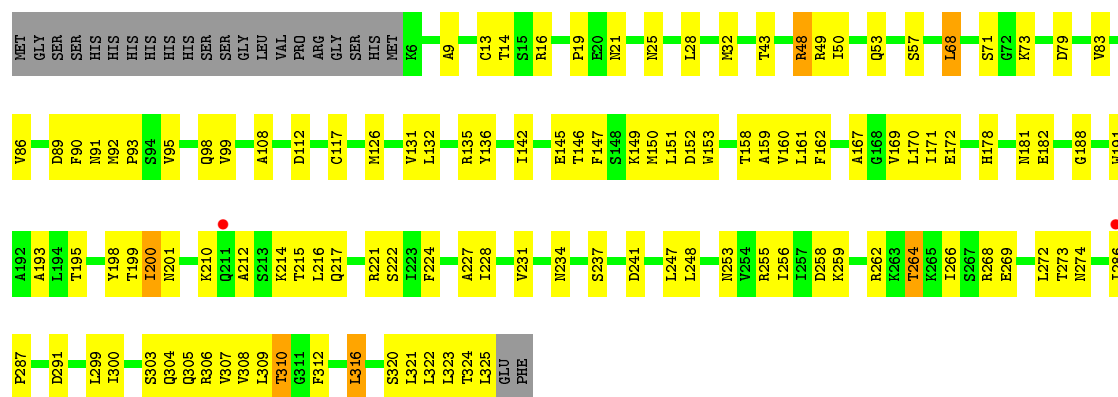 MET GLY SER SER HIS HIS HIS HIS HIS HIS SER SER GLY LEU VAL PRO ARG GLY SER HIS MET K6 A9 C13 T14 S15 R16 P19 E20 N21 N25 L28 M32 T43 R48 R49 I50 Q53 S57 L68 S71 G72 K73 D79 V83
V86 D89 F90 N91 M92 P93 S94 V95 Q98 V99 A108 D112 C117 M126 V131 L132 R135 Y136 I142 E145 T146 F147 S148 K149 M150 L151 D152 W153 T158 A159 V160 L161 F162 A167 G168 V169 L170 I171 E172 H178 N181 E182 G188 W191
A192 A193 L194 T195 Y198 T199 I200 N201 K210 Q211 A212 S213 K214 T215 L216 Q217 R221 S222 I223 F224 A227 I228 V231 N234 S237 D241 L247 L248 N253 V254 R255 I256 I257 D258 K259 R262 K263 T264 K265 I266 S267 R268 E269 L272 T273 N274 I286
P287 D291 L299 I300 S303 Q304 Q305 R306 V307 V308 L309 T310 G311 F312 L316 S320 L321 L322 L323 T324 L325 GLU PHE